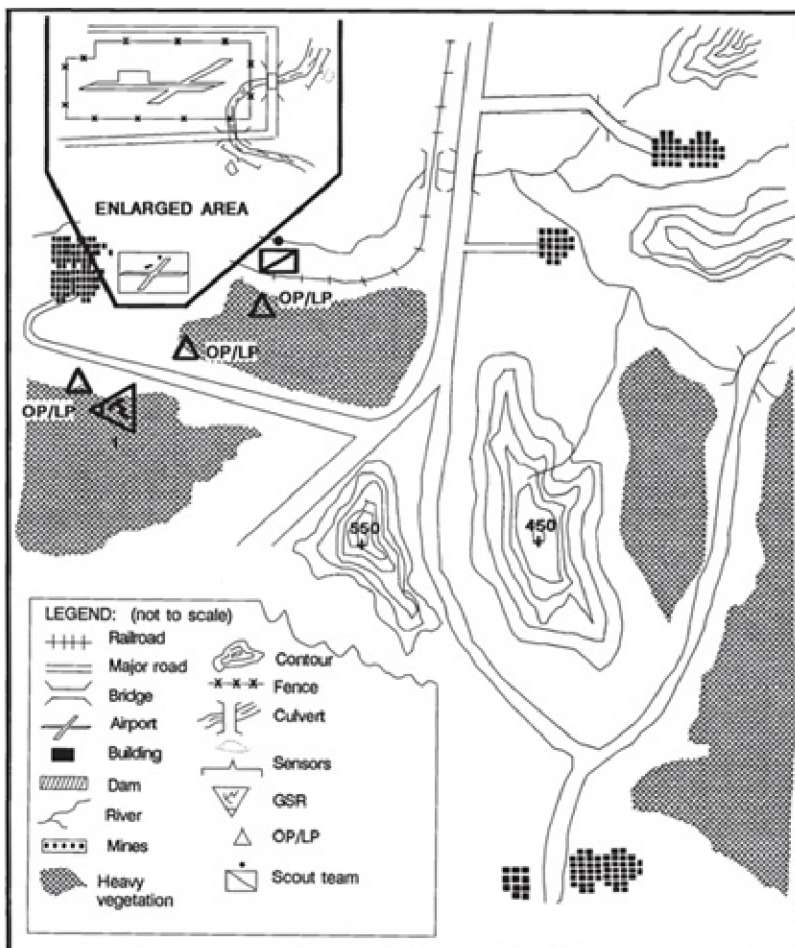 ENLARGED AREA
OP/LP
OP/LP
OP/LP
1
550
450
LEGEND: (not to scale)
Railroad
Major road
Bridge
Airport
Building
Dam
River
Mines
Heavy
vegetation
Contour
Fence
Culvert
Sensors
GSR
OP/LP
Scout team